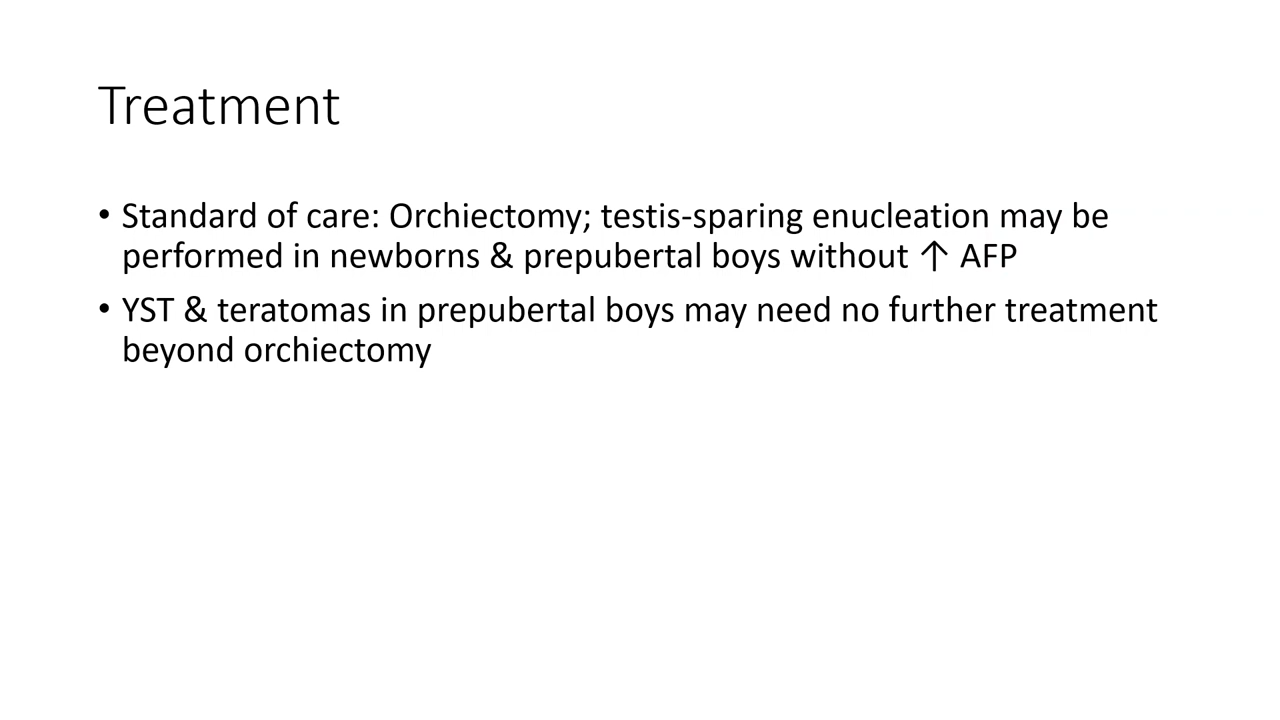 Treatment
• Standard of care: Orchiectomy; testis-sparing enucleation may be
performed in newborns & prepubertal boys without ↑ AFP
• YST & teratomas in prepubertal boys may need no further treatment
beyond orchiectomy